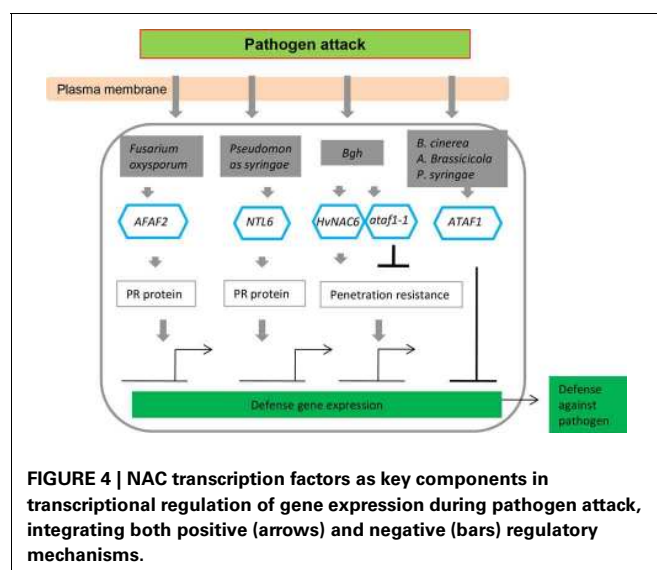 Pathogen attack
Plasma membrane
Fusarium
oxysporum
Pseudomon
as syringae
Bgh
B. cinerea
A. Brassicicola
P. syringae
AFAF2
NTL6
HvNAC6
ataf1-1
ATAF1
PR protein
PR protein
Penetration resistance
Defense gene expression
Defense
against
pathogen
FIGURE 4 | NAC transcription factors as key components in
transcriptional regulation of gene expression during pathogen attack,
integrating both positive (arrows) and negative (bars) regulatory
mechanisms.